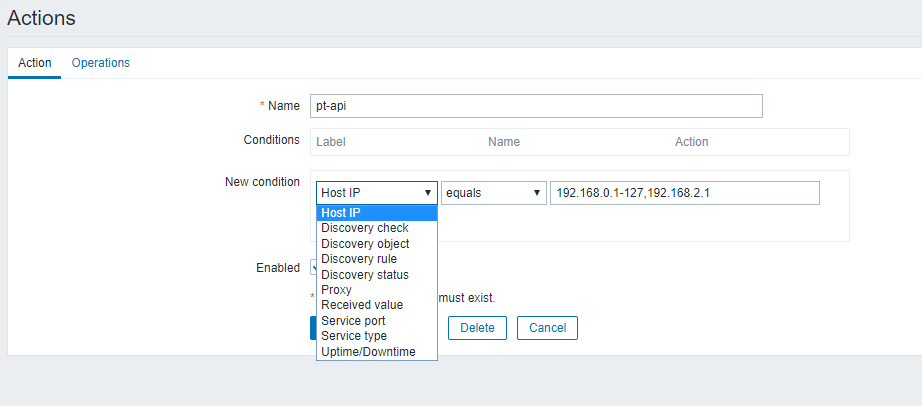 Actions
Action Operations
* Name pt-api
Conditions Label Name Action
New condition Host IP equals 192.168.0.1-127,192.168.2.1
Host IP
Discovery check
Discovery object
Discovery rule
Discovery status
Proxy
Received value
Service port
Service type
Uptime/Downtime
Enabled
* must exist.
Delete Cancel